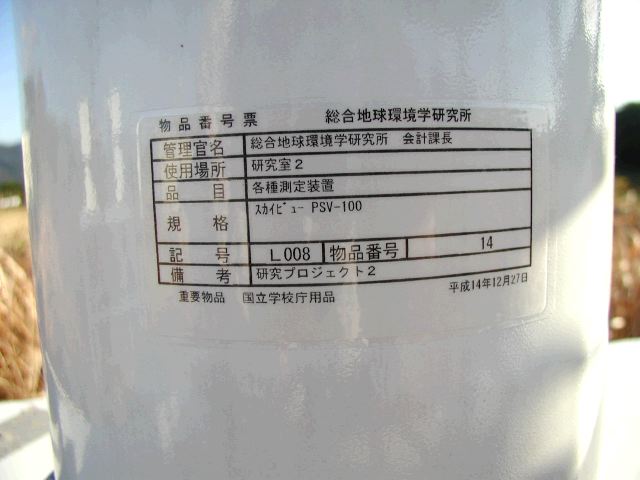 物品番号票 総合地球環境学研究所
管理官名 総合地球環境学研究所 会計課長
使用場所 研究室2
品目 各種測定装置
規格 スカイビュー PSV-100
記号 L008 物品番号 14
備考 研究プロジェクト2
重要物品 国立学校庁用品 平成14年12月27日